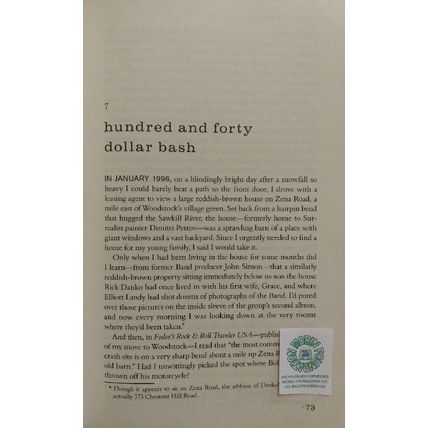 7
hundred and forty
dollar bash
IN JANUARY 1996, on a blindingly bright day after a snowfall so
heavy I could barely beat a path to the front door, I drove with a
leasing agent to view a large reddish-brown house on Zena Road, a
mile east of Woodstock's village green. Set back from a hairpin bend
that hugged the Sawkill River, the house—formerly home to Sur-
realist painter Dimitri Petrov—was a sprawling barn of a place with
giant windows and a vast backyard. Since I urgently needed to find a
home for my young family, I said I would take it.
Only when I had been living in the house for some months did
I learn—from former Band producer John Simon—that a similarly
reddish-brown property sitting immediately below us was the house
Rick Danko had once lived in with his first wife, Grace, and where
Elliott Landy had shot dozens of photographs of the Band. I'd pored
over those pictures on the inside sleeve of the group's second album,
and now every morning I was looking down at the very rooms
where they'd been taken.*
And then, in Fodor's Rock & Roll Traveler USA—publish
of my move to Woodstock—I read that "the most comm
crash site is on a very sharp bend about a mile up Zena R
old barn." Had I unwittingly picked the spot where Bob
thrown off his motorcycle?
* Though it appears to sit on Zena Road, the address of Danko
actually 575 Chestnut Hill Road.
73